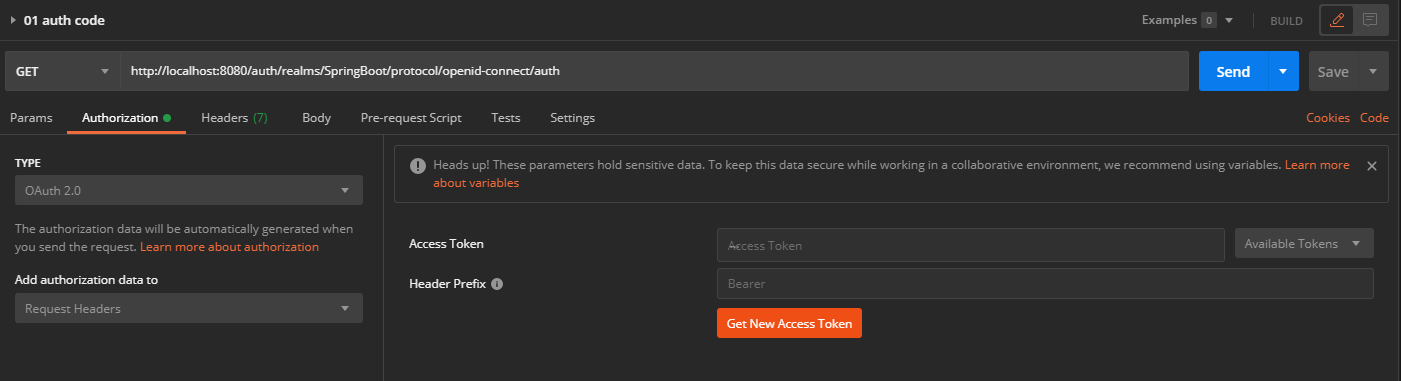 01 auth code
Examples 0 BUILD
GET http://localhost:8080/auth/realms/SpringBoot/protocol/openid-connect/auth Send Save
Params Authorization Headers (7) Body Pre-request Script Tests Settings Cookies Code
TYPE
OAuth 2.0
The authorization data will be automatically generated when
you send the request. Learn more about authorization
Add authorization data to
Request Headers
Heads up! These parameters hold sensitive data. To keep this data secure while working in a collaborative environment, we recommend using variables. Learn more
about variables
Access Token Access Token Available Tokens
Header Prefix Bearer
Get New Access Token